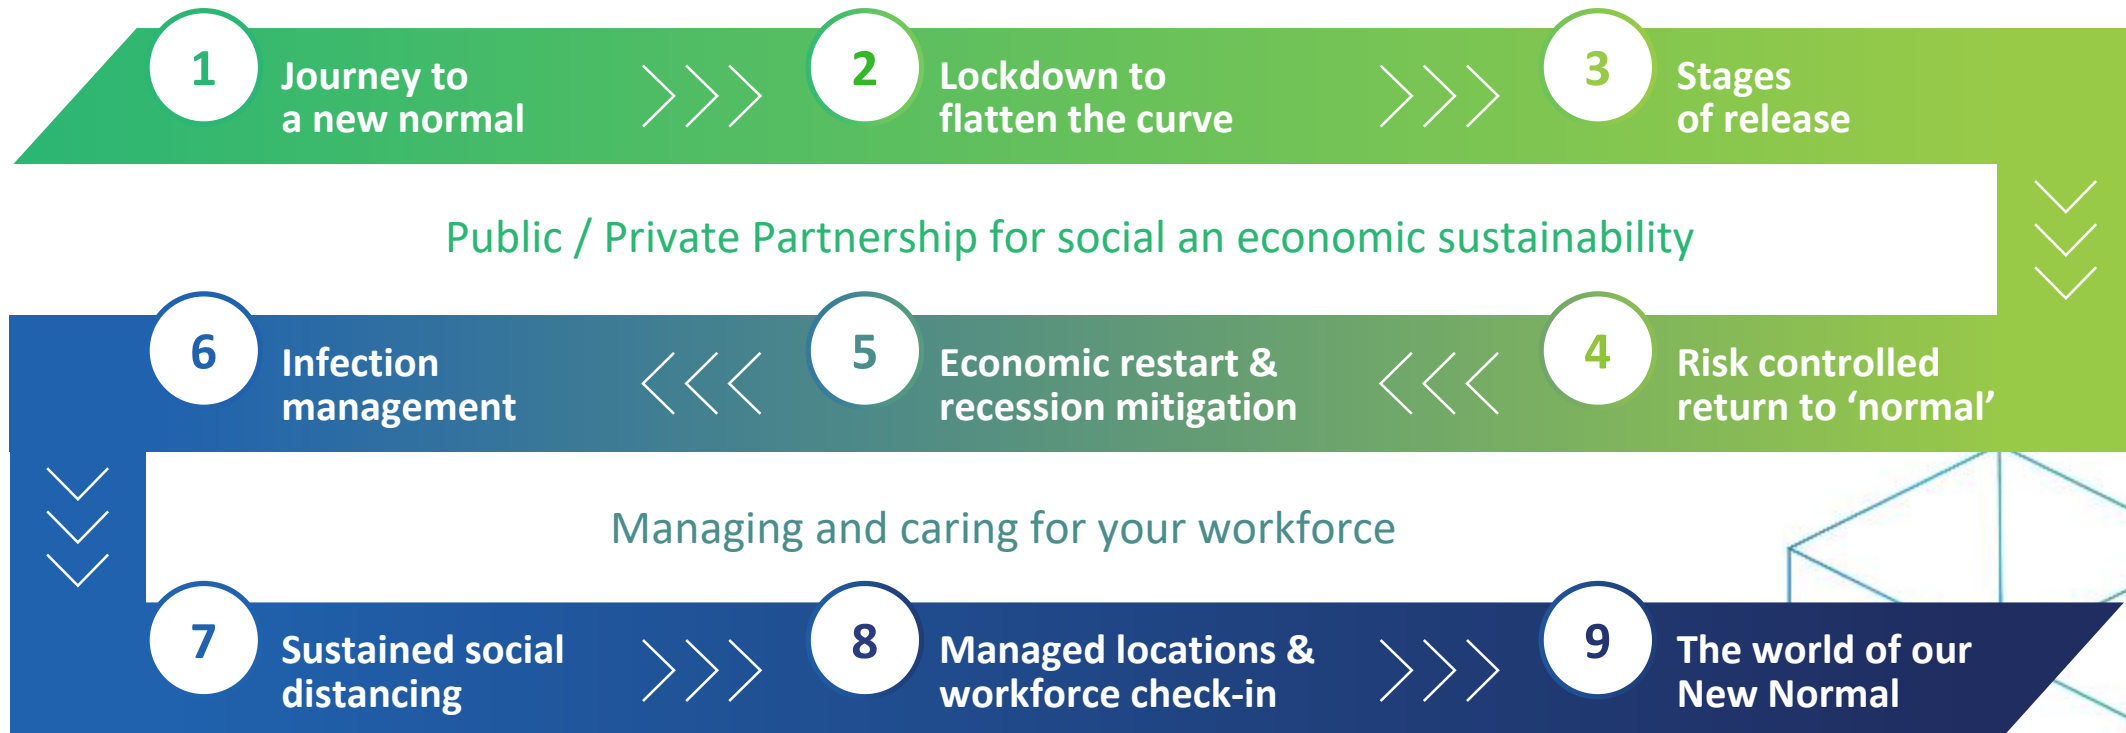 1
Journey to
a new normal
2
Lockdown to
flatten the curve
3
Stages
of release
Public / Private Partnership for social an economic sustainability
4
Risk controlled
return to ‘normal’
5
Economic restart &
recession mitigation
6
Infection
management
Managing and caring for your workforce
7
Sustained social
distancing
8
Managed locations &
workforce check-in
9
The world of our
New Normal